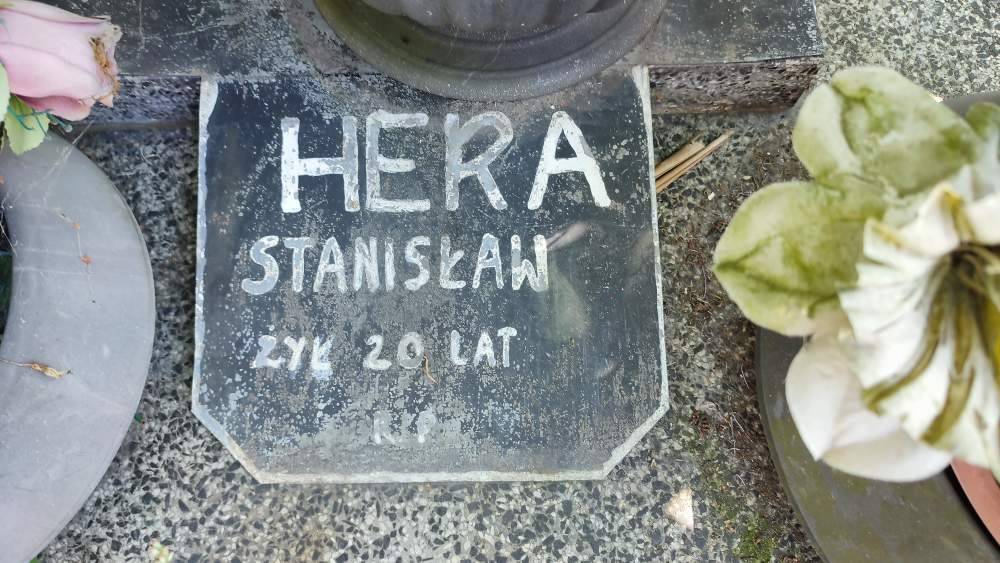 HERA
STANISŁAW
ŻYŁ 20 LAT
R.P